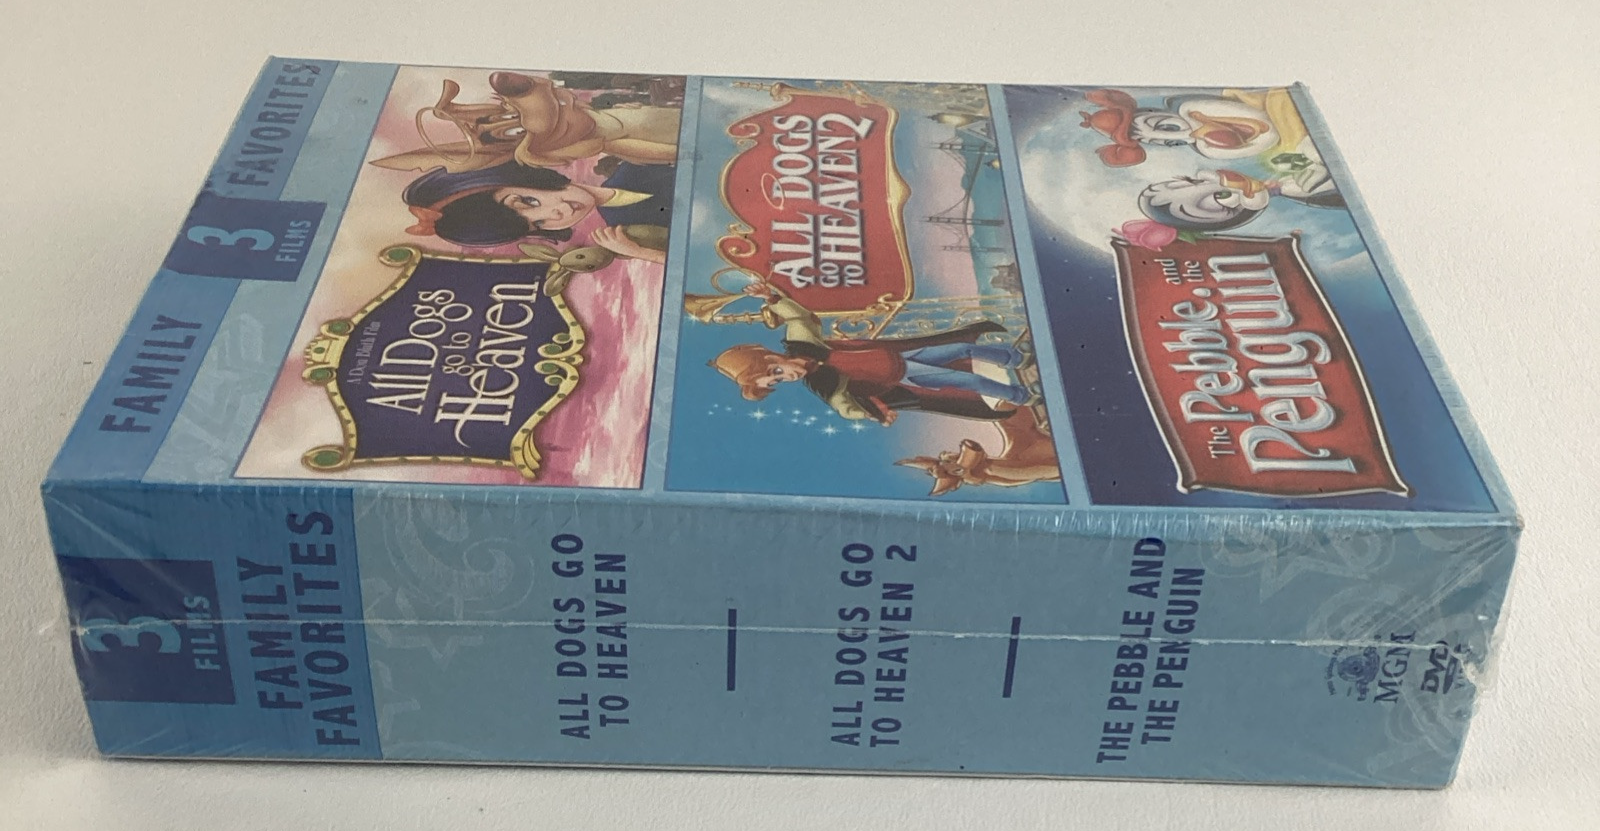 FAMILY
3
FILMS
FAVORITES
A Don Bluth Film
All Dogs
go to
Heaven
ALL DOGS
GO TO
HEAVEN 2
The Pebble
and the
Penguin
3
FILMS
FAMILY
FAVORITES
ALL DOGS GO
TO HEAVEN
ALL DOGS GO
TO HEAVEN 2
THE PEBBLE AND
THE PENGUIN
MGM
DVD